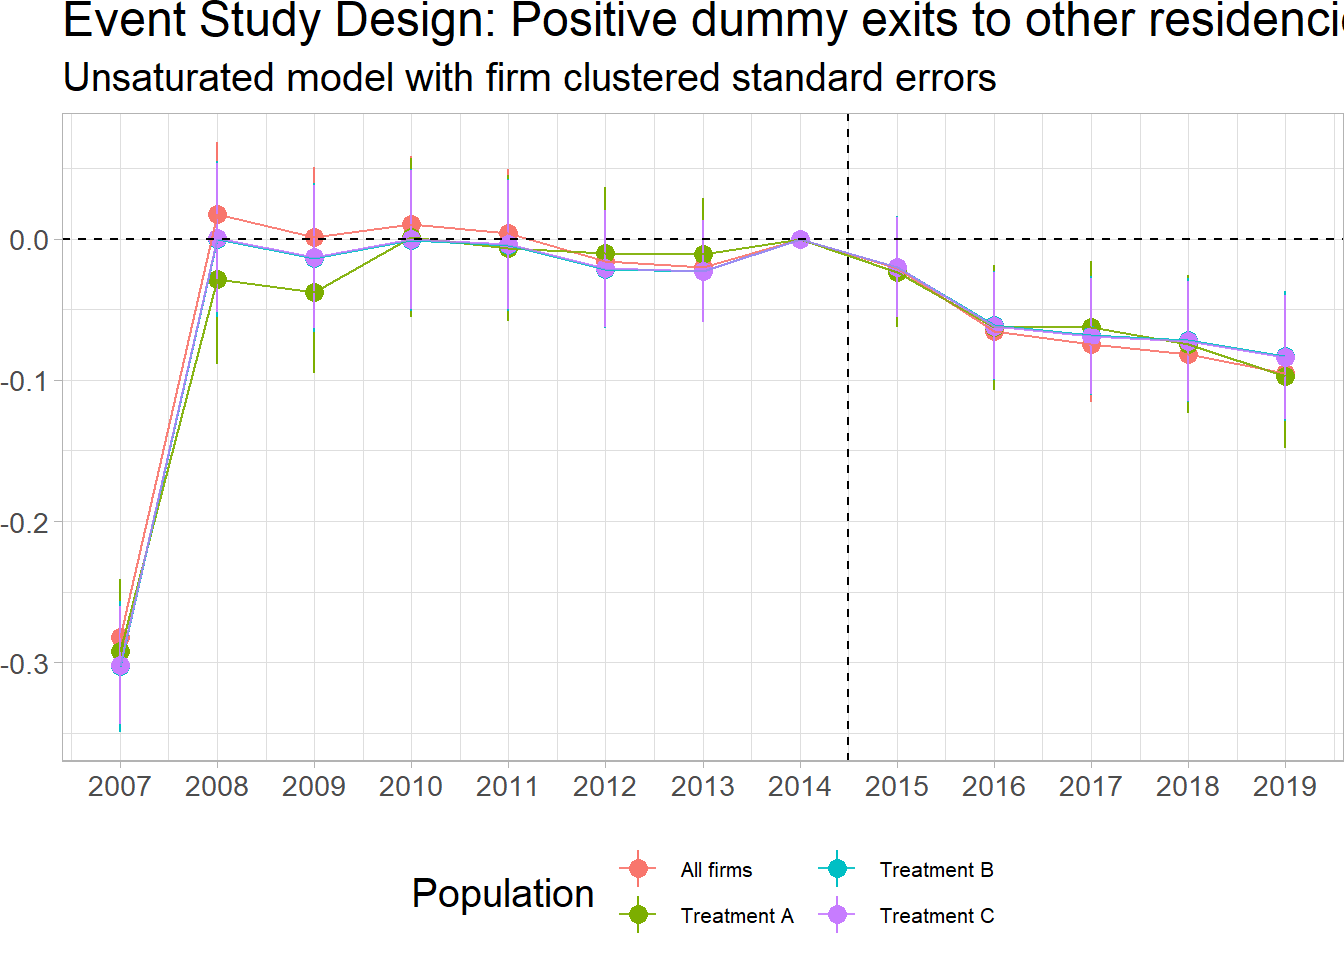 Event Study Design: Positive dummy exits to other
Unsaturated model with firm clustered standard errors
0.0
-0.1
-0.2
-0.3
2007 2008 2009 2010 2011 2012 2013 2014 2015 2016 2017 2018 2019
Population
All firms
Treatment A
Treatment B
Treatment C